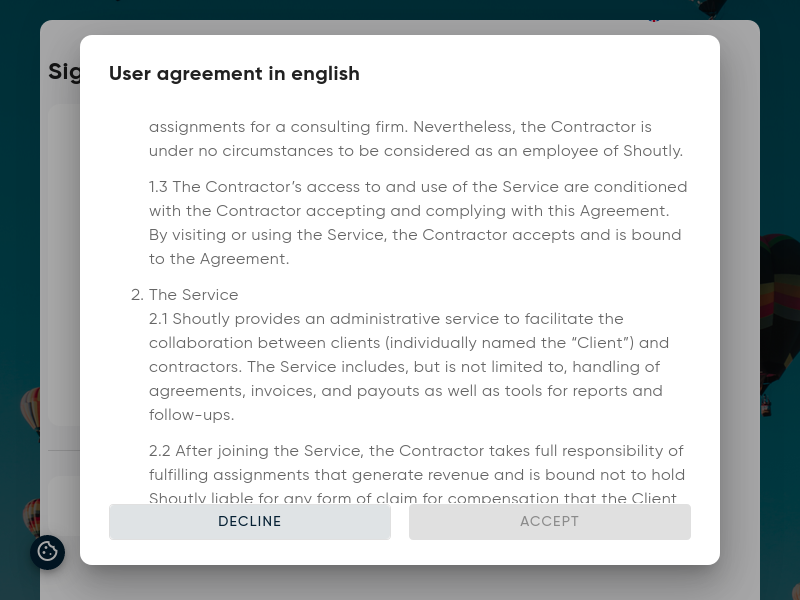 Sig
User agreement in english
assignments for a consulting firm. Nevertheless, the Contractor is
under no circumstances to be considered as an employee of Shoutly.
1.3 The Contractor’s access to and use of the Service are conditioned
with the Contractor accepting and complying with this Agreement.
By visiting or using the Service, the Contractor accepts and is bound
to the Agreement.
2. The Service
2.1 Shoutly provides an administrative service to facilitate the
collaboration between clients (individually named the “Client”) and
contractors. The Service includes, but is not limited to, handling of
agreements, invoices, and payouts as well as tools for reports and
follow-ups.
2.2 After joining the Service, the Contractor takes full responsibility of
fulfilling assignments that generate revenue and is bound not to hold
Shoutly liable for any form of claim for compensation that the Client
DECLINE
ACCEPT